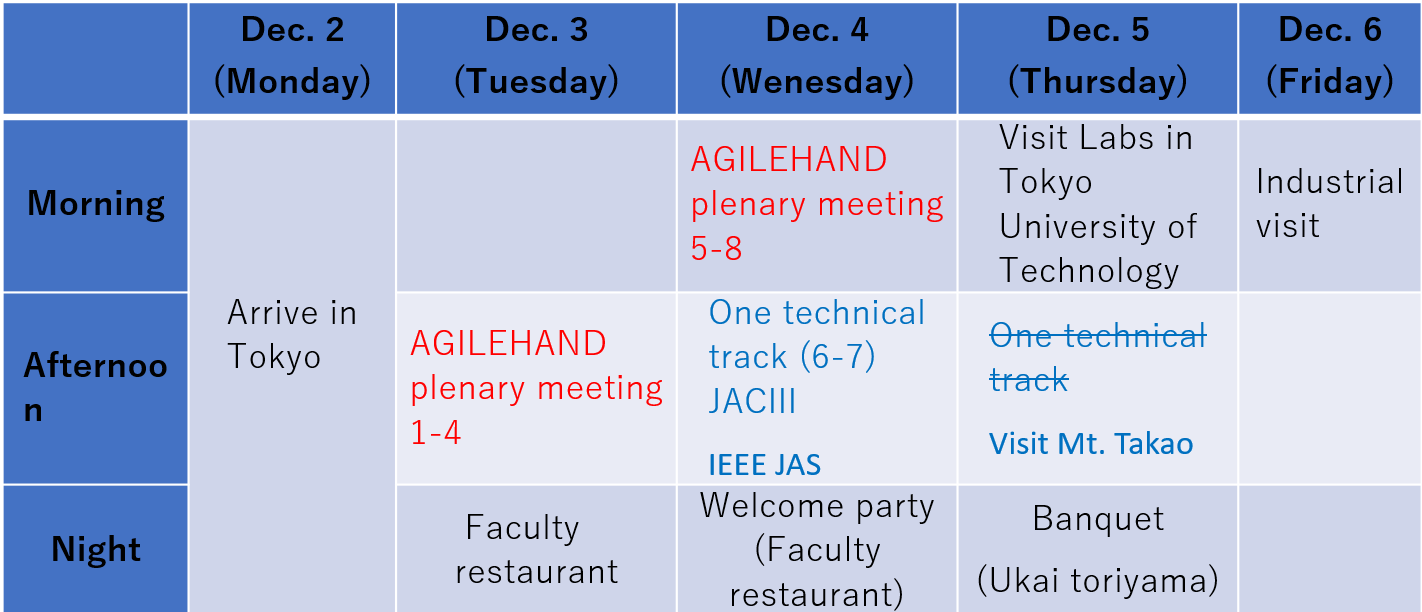 Dec. 2
(Monday)
Dec. 3
(Tuesday)
Dec. 4
(Wenesday)
Dec. 5
(Thursday)
Dec. 6
(Friday)
Morning
Arrive in
Tokyo
AGILEHAND
plenary meeting
5-8
Visit Labs in
Tokyo
University of
Technology
Industrial
visit
Afternoo
n
AGILEHAND
plenary meeting
1-4
One technical
track (6-7)
JACIII
IEEE JAS
One technical
track
Visit Mt. Takao
Night
Faculty
restaurant
Welcome party
(Faculty
restaurant)
Banquet
(Ukai toriyama)